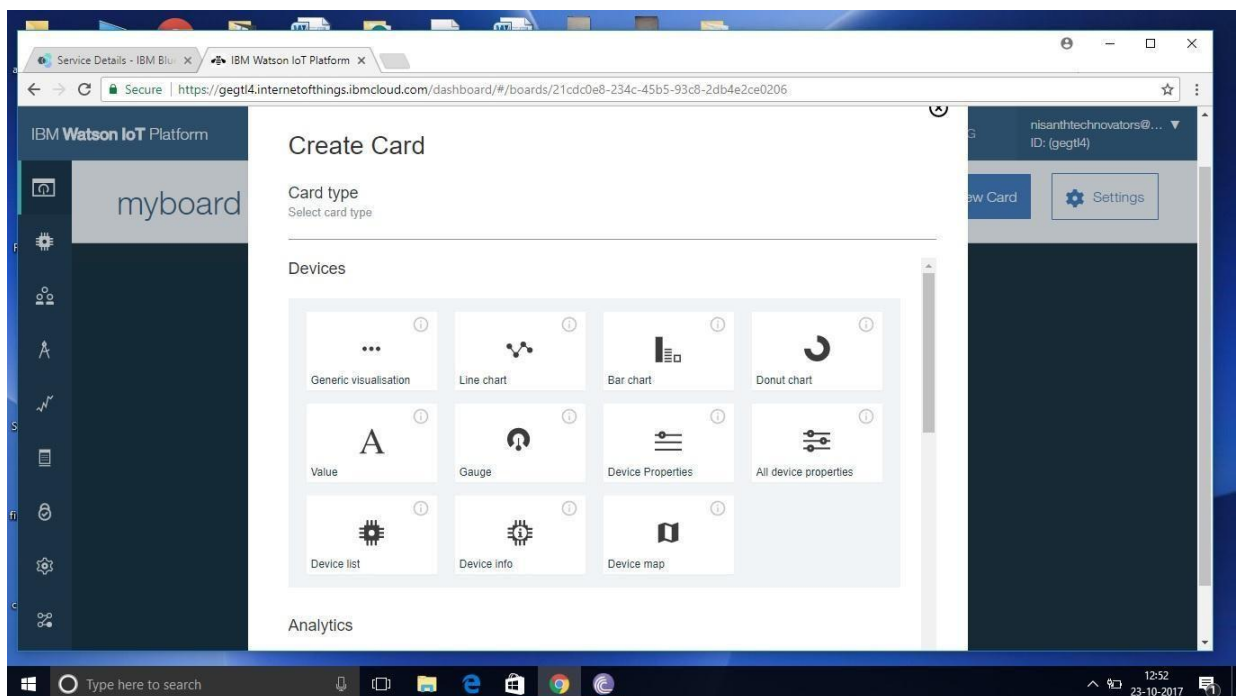 Service Details - IBM Blu
IBM Watson IoT Platform
Secure | https://gegtl4.internetofthings.ibmcloud.com/dashboard/#/boards/21cdc0e8-234c-45b5-93c8-2db4e2ce0206
IBM Watson IoT Platform
nisanthtechnovators@... ▼
ID: (gegtl4)
myboard
ew Card
Settings
Create Card
Card type
Select card type
Devices
Generic visualisation
Line chart
Bar chart
Donut chart
Value
Gauge
Device Properties
All device properties
Device list
Device info
Device map
Analytics
Type here to search
12:52
23-10-2017